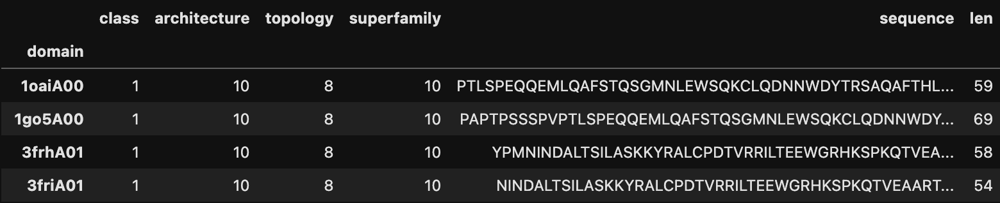 class architecture topology superfamily sequence len
domain
1oaiA00 1 10 8 10 PTLSPEQQEMLQAFSTQSGMNLEWSQKCLQDNNWDYTRSAQAFTHL... 59
1go5A00 1 10 8 10 PAPTPSSSPVPTLSPEQQEMLQAFSTQSGMNLEWSQKCLQDNNWDY... 69
3frhA01 1 10 8 10 YPMNINDALTSILASKKYRALCPDTVRRILTEEWGRHKSPKQTVEA... 58
3friA01 1 10 8 10 NINDALTSILASKKYRALCPDTVRRILTEEWGRHKSPKQTVEAART... 54